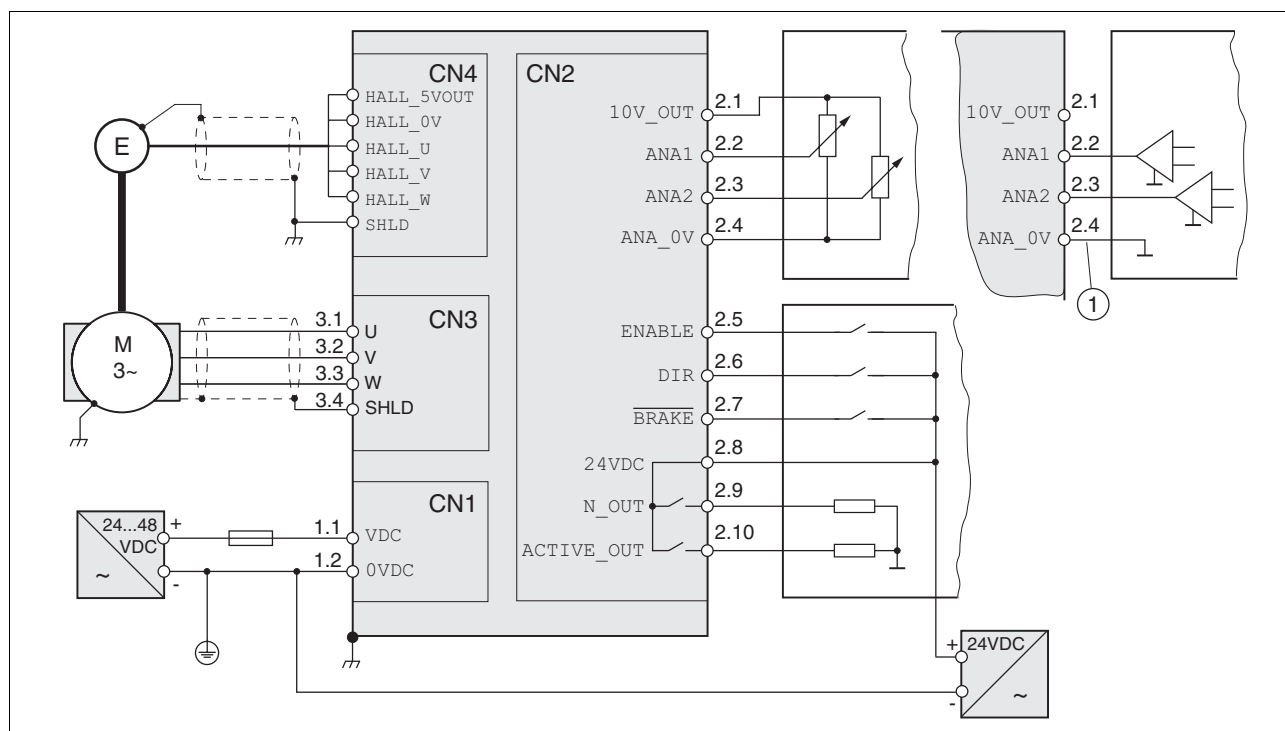 CN4
HALL_5VOUT
HALL_0V
HALL_U
HALL_V
HALL_W
SHLD
E
M
3~
3.1
U
3.2
V
3.3
W
3.4
SHLD
CN3
24...48
VDC
~
+
-
1.1
VDC
1.2
0VDC
CN1
CN2
10V_OUT
2.1
ANA1
2.2
ANA2
2.3
ANA_0V
2.4
ENABLE
2.5
DIR
2.6
BRAKE
2.7
24VDC
2.8
N_OUT
2.9
ACTIVE_OUT
2.10
10V_OUT
2.1
ANA1
2.2
ANA2
2.3
ANA_0V
2.4
1
+
24VDC
-
~